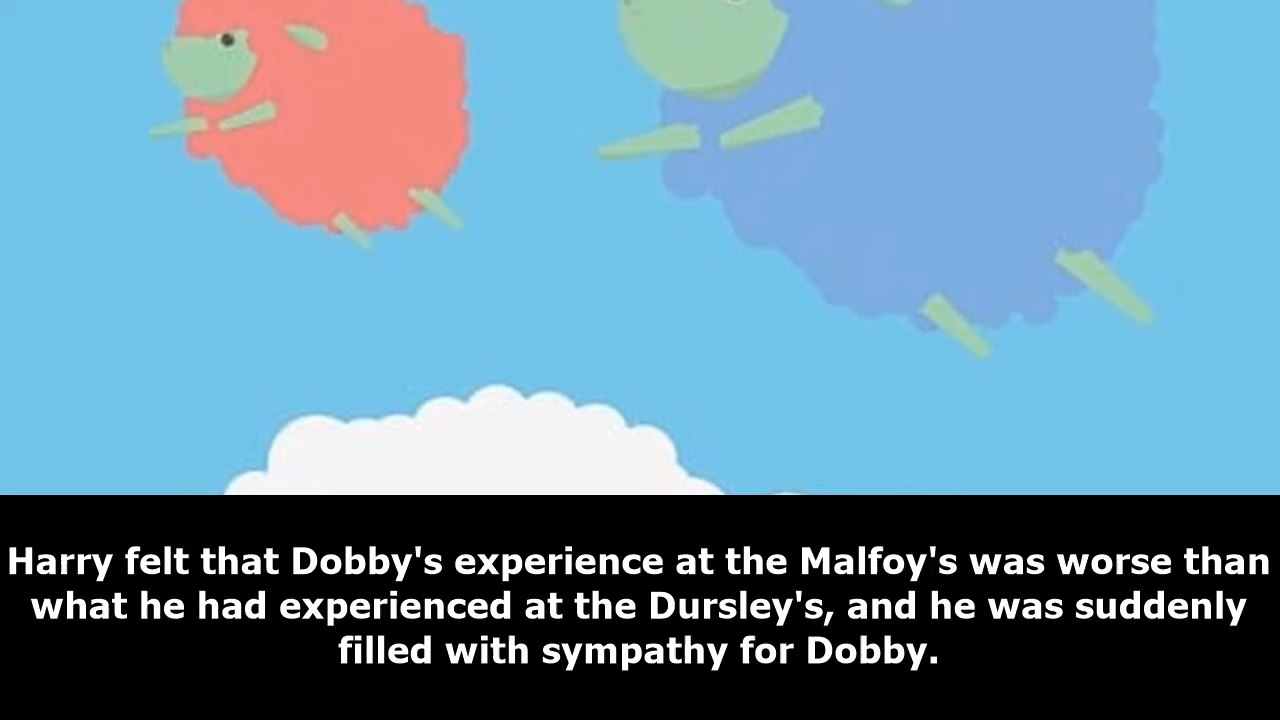 Harry felt that Dobby's experience at the Malfoy's was worse than
what he had experienced at the Dursley's, and he was suddenly
filled with sympathy for Dobby.